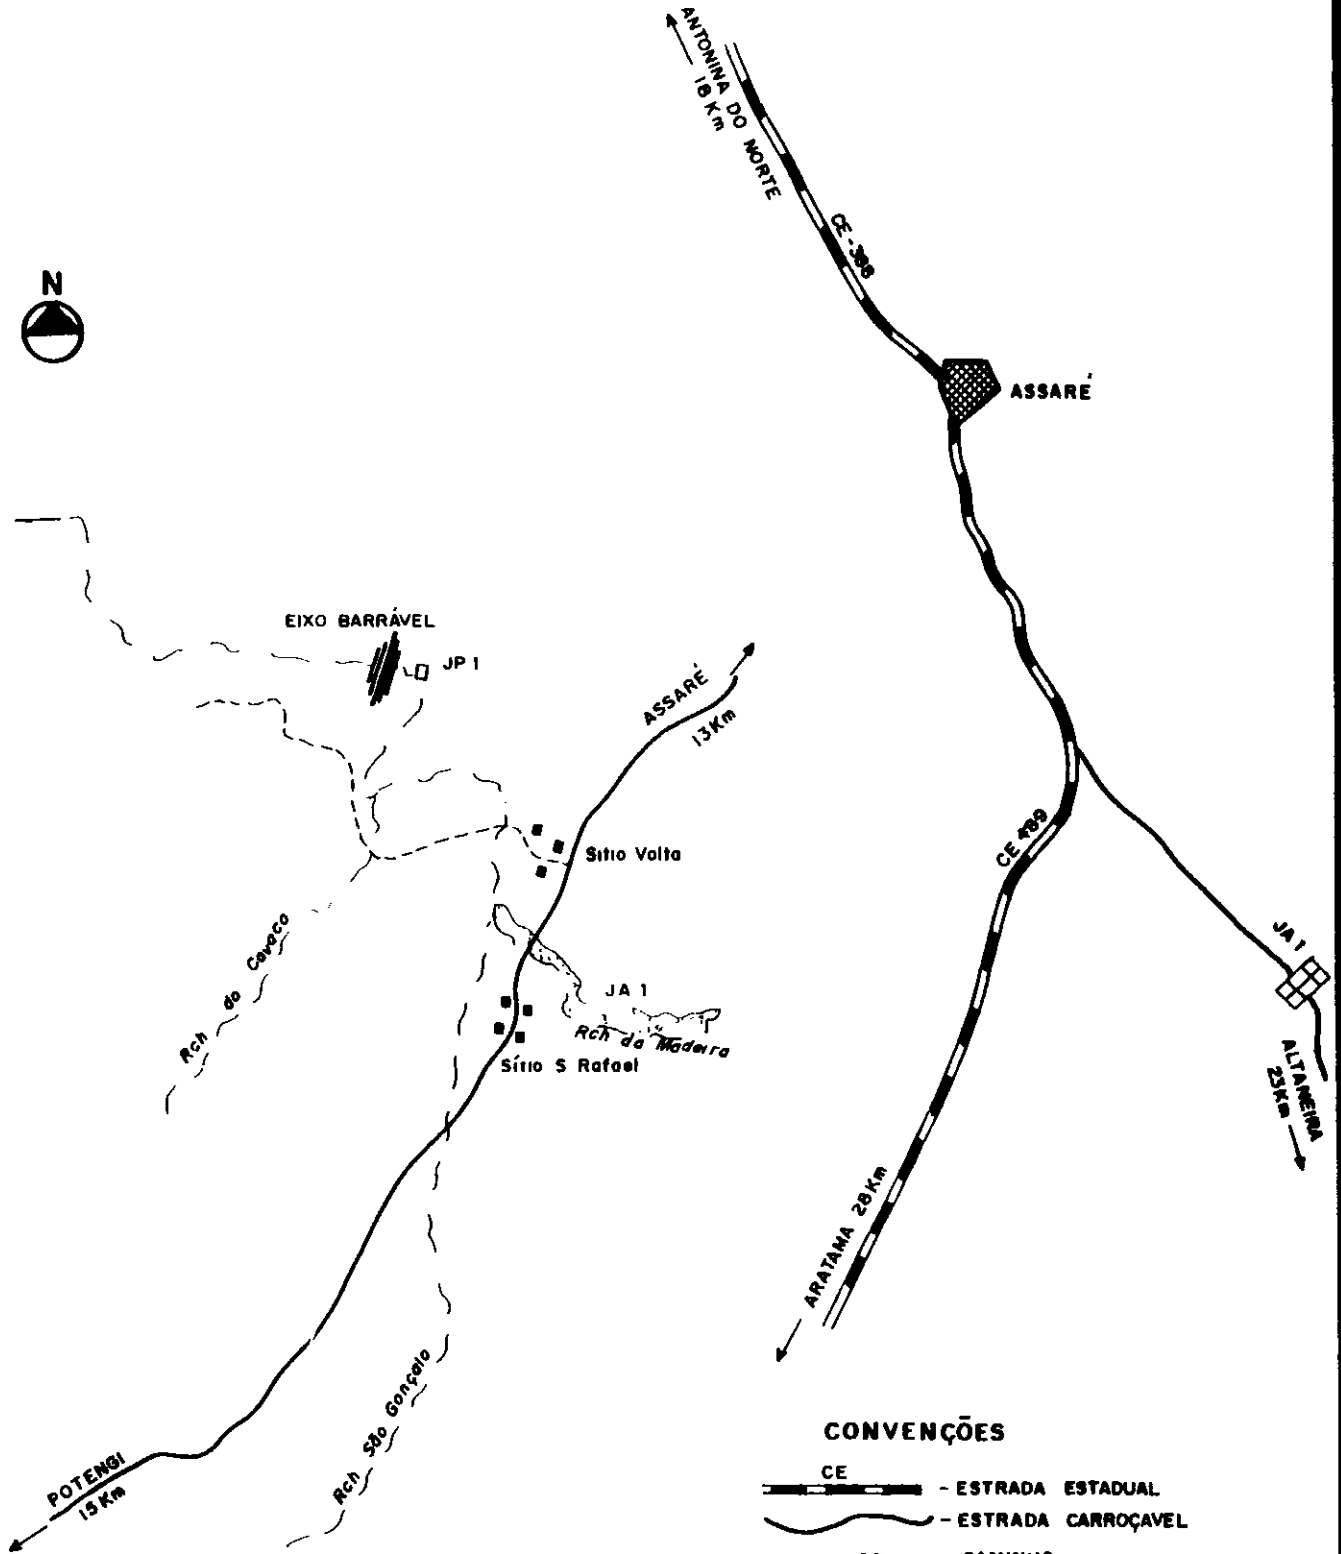 ANTONINA DO NORTE
18 Km
CE-388
N
ASSARÉ
EIXO BARRÁVEL
JP 1
ASSARÉ
13Km
CE 489
Sítio Volta
Rch do Cavaco
JA 1
JA 1
Rch da Madeira
Sítio S Rafael
ALTANEIRA
23Km
ARATAMA 28Km
Rch São Gonçalo
POTENGI
15 Km
CONVENÇÕES
CE
- ESTRADA ESTADUAL
- ESTRADA CARROÇAVEL